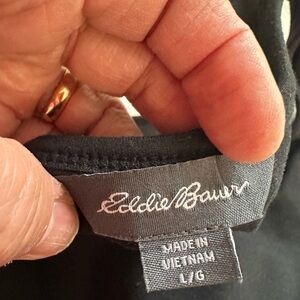 Eddie Bauer
MADE IN
VIETNAM
L/G